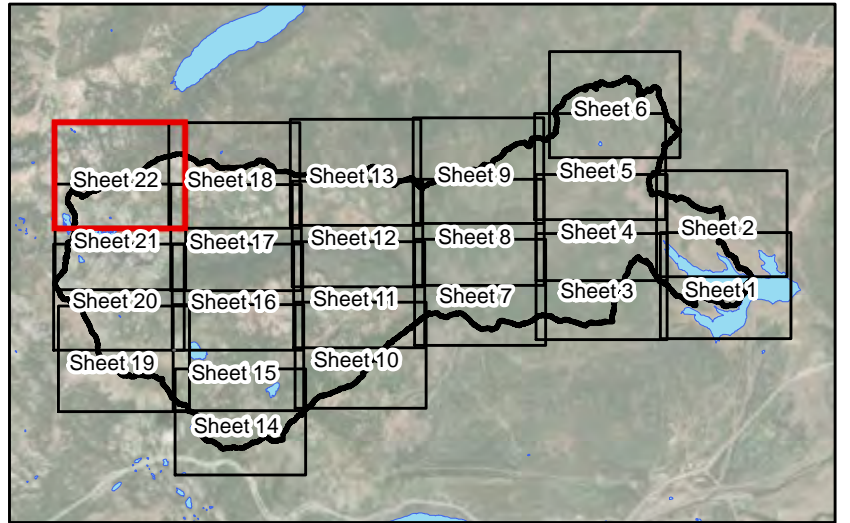 Sheet 6
Sheet 22
Sheet 18
Sheet 13
Sheet 9
Sheet 5
Sheet 21
Sheet 17
Sheet 12
Sheet 8
Sheet 4
Sheet 2
Sheet 20
Sheet 16
Sheet 11
Sheet 7
Sheet 3
Sheet 1
Sheet 19
Sheet 15
Sheet 10
Sheet 14